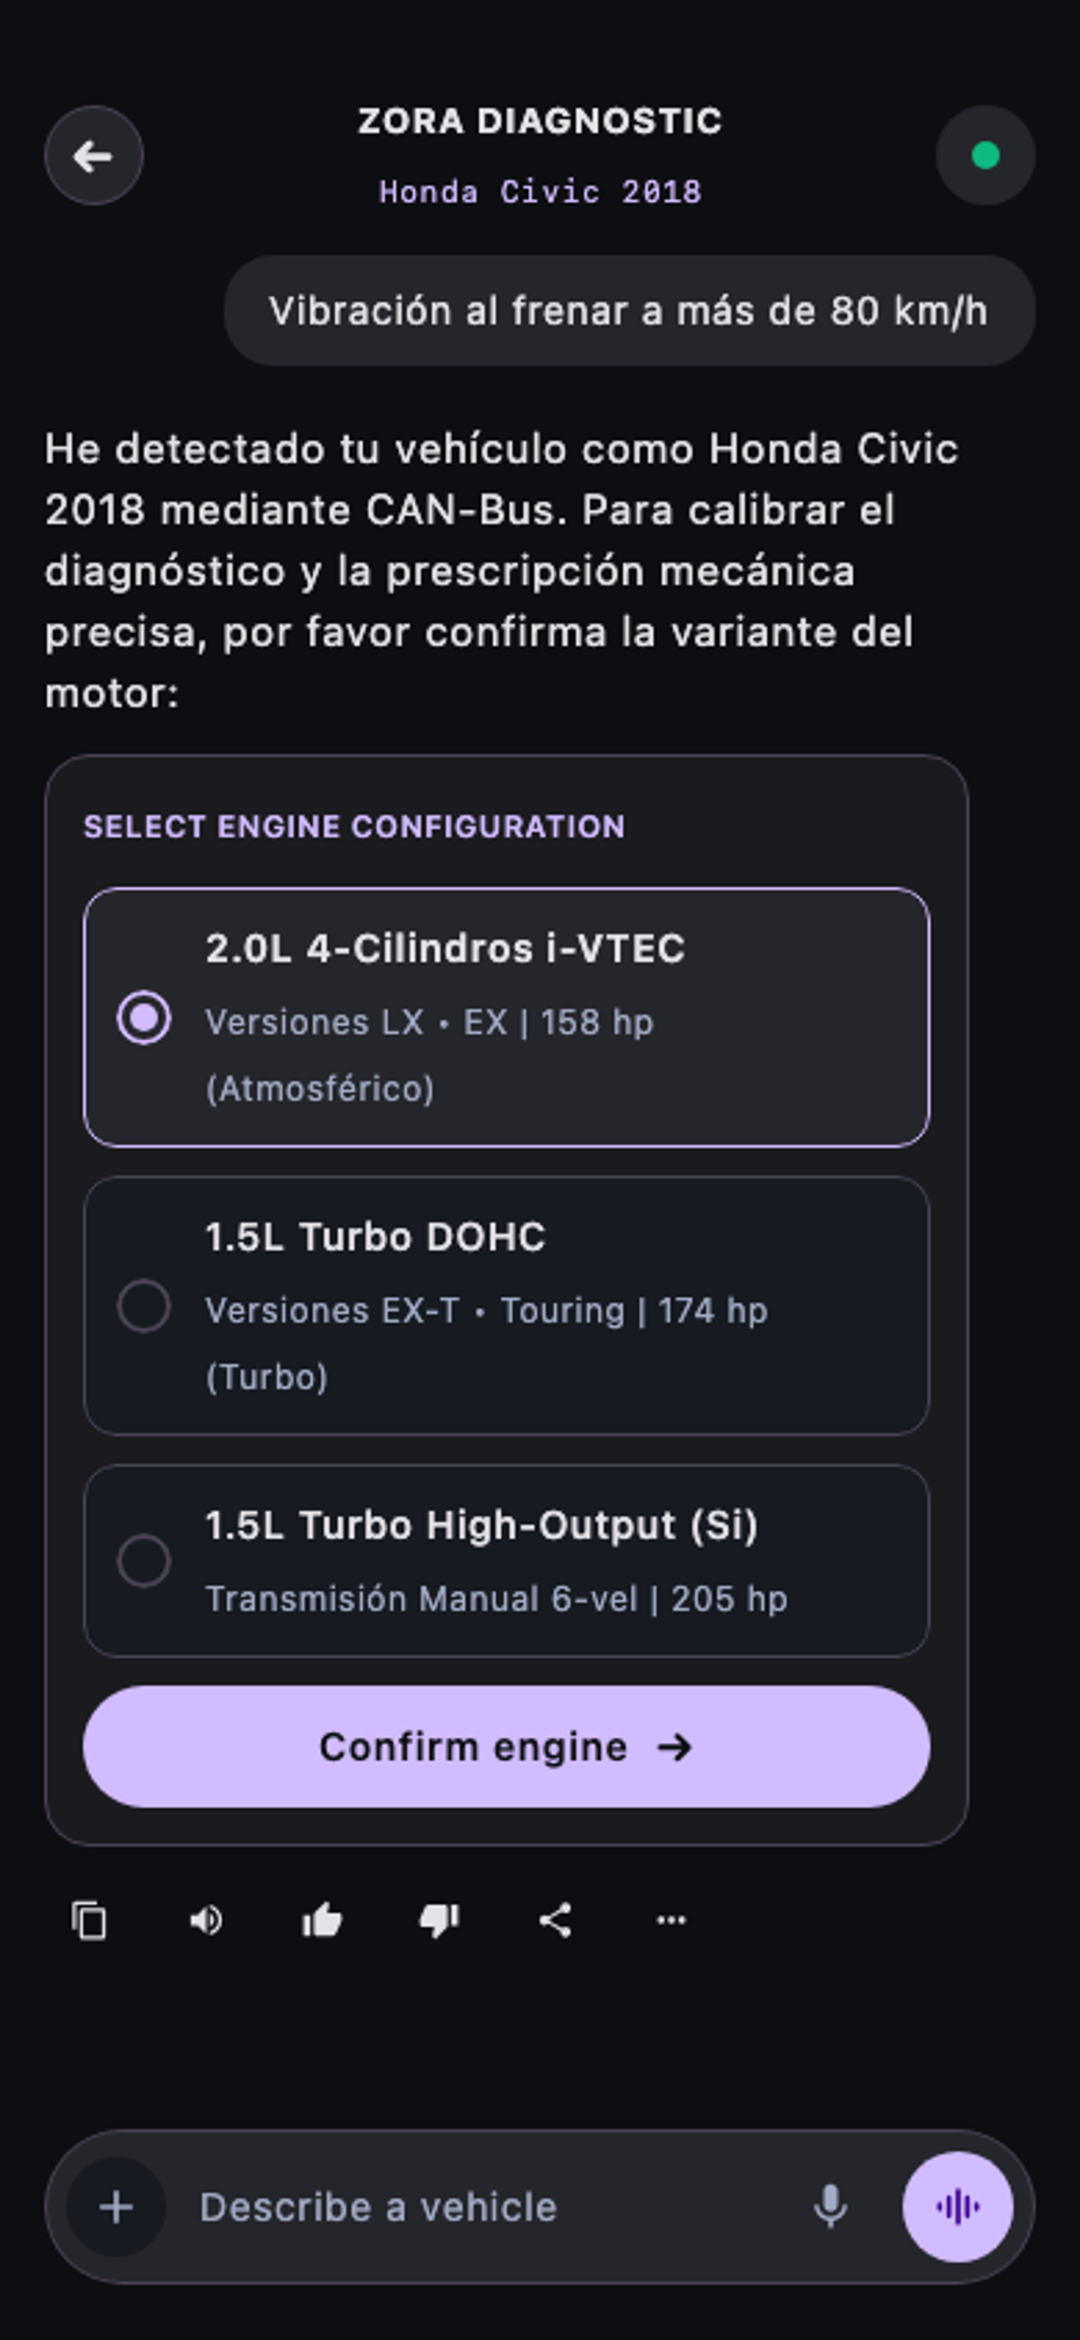 ZORA DIAGNOSTIC
Honda Civic 2018
Vibración al frenar a más de 80 km/h
He detectado tu vehículo como Honda Civic
2018 mediante CAN-Bus. Para calibrar el
diagnóstico y la prescripción mecánica
precisa, por favor confirma la variante del
motor:
SELECT ENGINE CONFIGURATION
2.0L 4-Cilindros i-VTEC
Versiones LX • EX | 158 hp
(Atmosférico)
1.5L Turbo DOHC
Versiones EX-T • Touring | 174 hp
(Turbo)
1.5L Turbo High-Output (Si)
Transmisión Manual 6-vel | 205 hp
Confirm engine →
Describe a vehicle